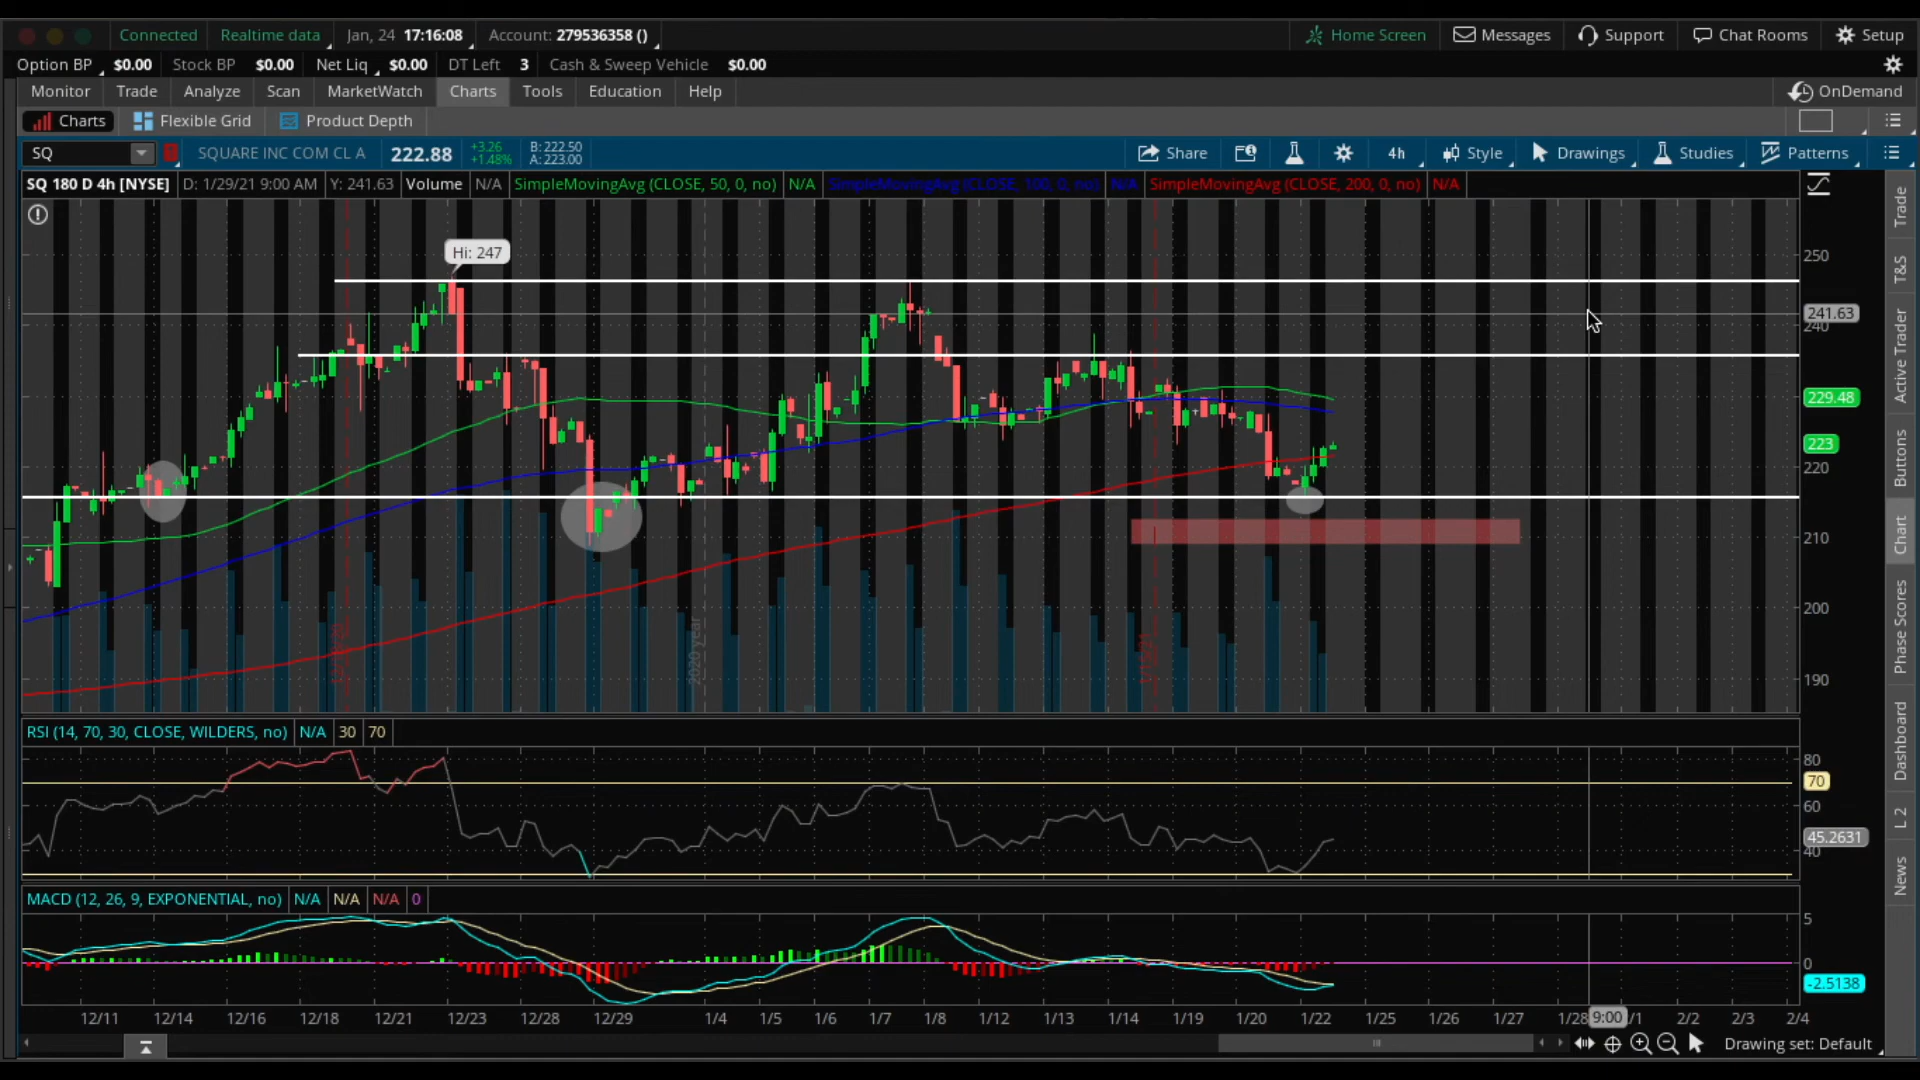 Connected Realtime data Jan, 24 17:16:08 Account: 279536358 () Home Screen Messages Support Chat Rooms Setup
Option BP $0.00 Stock BP $0.00 Net Liq $0.00 DT Left 3 Cash & Sweep Vehicle $0.00
Monitor Trade Analyze Scan MarketWatch Charts Tools Education Help OnDemand
Charts Flexible Grid Product Depth
SQ SQUARE INC COM CL A 222.88 +3.26 +1.48% B: 222.50 A: 223.00 Share 4h Style Drawings Studies Patterns
SQ 180 D 4h [NYSE] D: 1/29/21 9:00 AM Y: 241.63 Volume N/A SimpleMovingAvg (CLOSE, 50, 0, no) N/A SimpleMovingAvg (CLOSE, 100, 0, no) N/A SimpleMovingAvg (CLOSE, 200, 0, no) N/A
Hi: 247
250
241.63
240
229.48
223
220
210
200
190
2020 year
RSI (14, 70, 30, CLOSE, WILDERS, no) N/A 30 70
80
70
60
45.2631
40
MACD (12, 26, 9, EXPONENTIAL, no) N/A N/A N/A 0
5
0
-2.5138
12/11 12/14 12/16 12/18 12/21 12/23 12/28 12/29 1/4 1/5 1/6 1/7 1/8 1/12 1/13 1/14 1/19 1/20 1/22 1/25 1/26 1/27 1/28 9:00 /1 2/2 2/3 2/4
Drawing set: Default
Trade
T&S
Active Trader
Buttons
Chart
Phase Scores
Dashboard
L 2
News